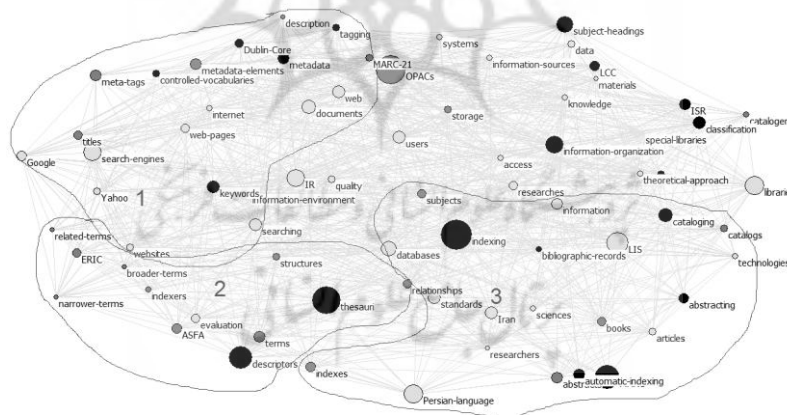 description
tagging
systems
subject-headings
Dublin-Core
data
metadata-elements
metadata
MARC-21
information-sources
LCC
meta-tags
controlled-vocabularies
OPACs
materials
web
internet
documents
knowledge
ISR
cataloger
storage
classification
titles
web-pages
users
special-libraries
search-engines
information-organization
Google
access
IR
quality
theoretical-approach
Yahoo
1
keywords
information-environment
researches
subjects
information
searching
cataloging
related-terms
indexing
catalogs
websites
databases
LIS
ERIC
bibliographic-records
technologies
broader-terms
structures
2
indexers
relationships
narrower-terms
thesauri
standards
3
abstracting
Iran
sciences
evaluation
books
ASFA
terms
articles
researchers
descriptors
indexes
automatic-indexing
Persian-language